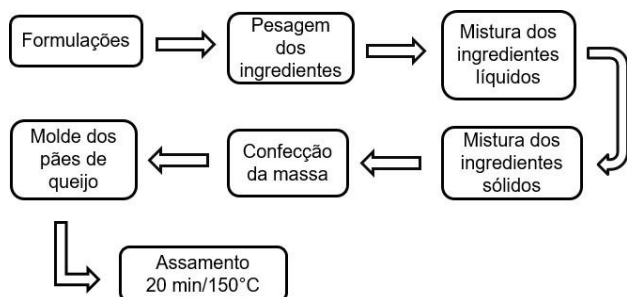 Formulações
Pesagem
dos
ingredientes
Mistura dos
ingredientes
líquidos
Mistura dos
ingredientes
sólidos
Confecção
da massa
Molde dos
pães de
queijo
Assamento
20 min/150°C